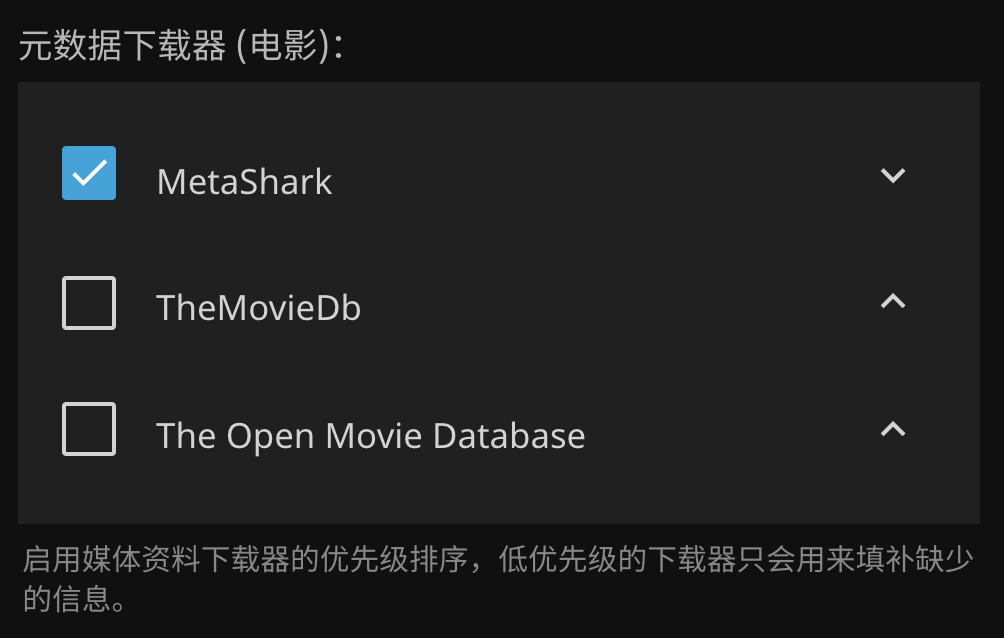 元数据下载器 (电影)：
MetaShark
TheMovieDb
The Open Movie Database
启用媒体资料下载器的优先级排序，低优先级的下载器只会用来填补缺少
的信息。